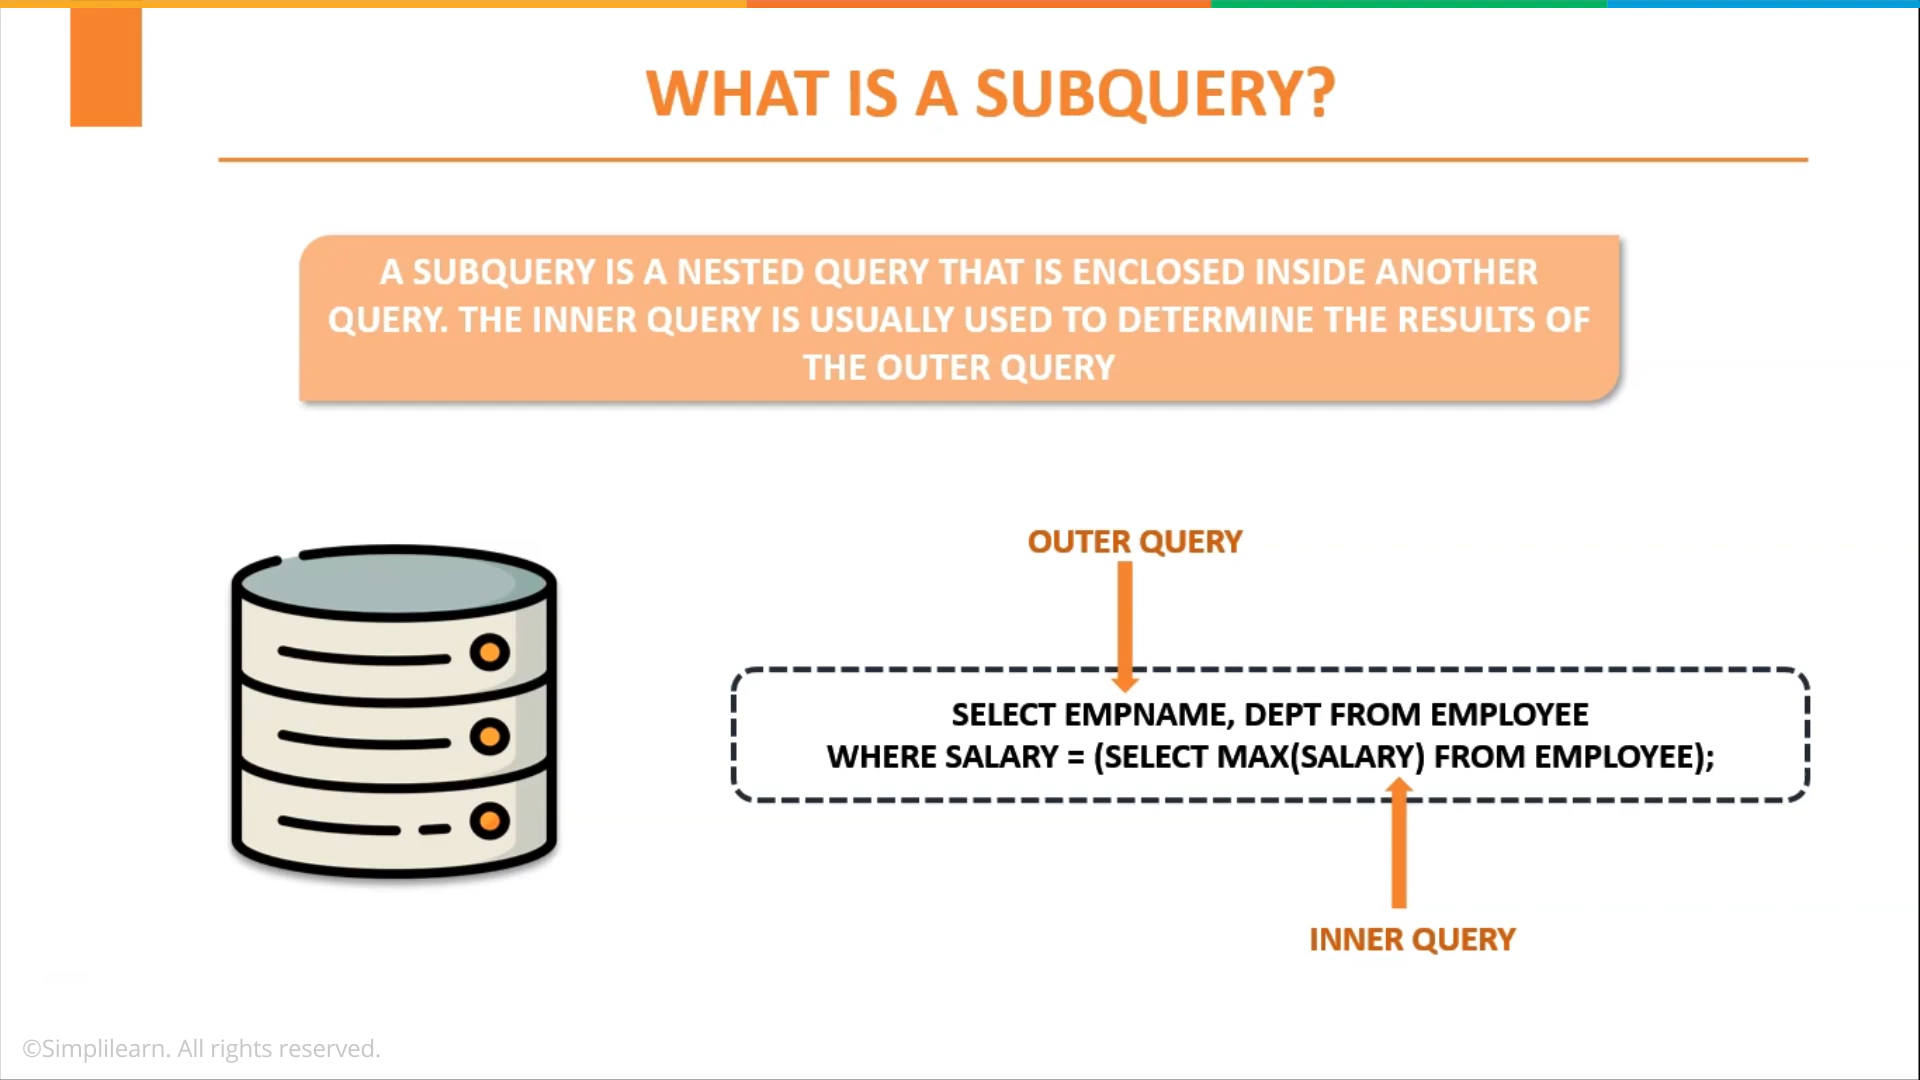 WHAT IS A SUBQUERY?
A SUBQUERY IS A NESTED QUERY THAT IS ENCLOSED INSIDE ANOTHER
QUERY. THE INNER QUERY IS USUALLY USED TO DETERMINE THE RESULTS OF
THE OUTER QUERY
OUTER QUERY
SELECT EMPNAME, DEPT FROM EMPLOYEE
WHERE SALARY = (SELECT MAX(SALARY) FROM EMPLOYEE);
INNER QUERY
©Simplilearn. All rights reserved.